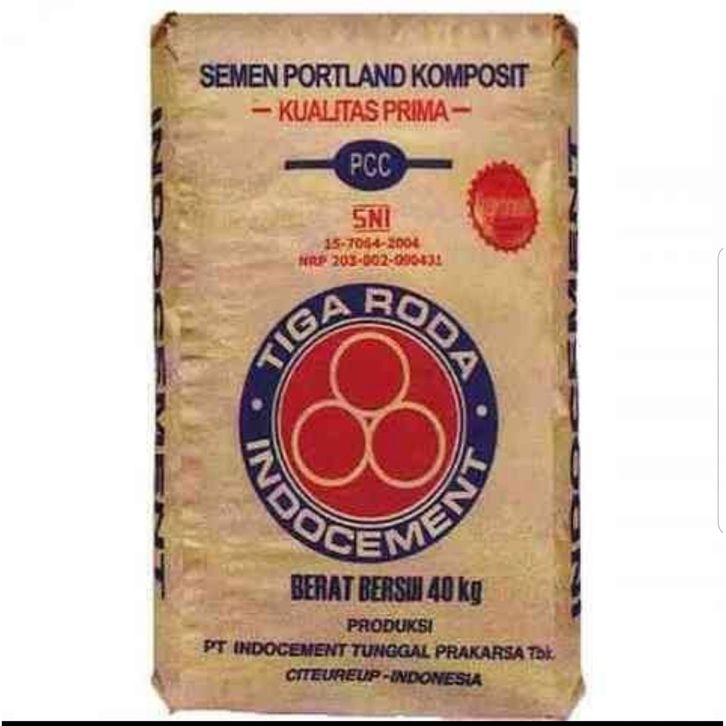 SEMEN PORTLAND KOMPOSIT
– KUALITAS PRIMA –
PCC
SNI
15-7064-2004
NRP 203-002-090431
TIGA RODA
INDOCEMENT
BERAT BERSIH 40 kg
PRODUKSI
PT INDOCEMENT TUNGGAL PRAKARSA Tbk.
CITEUREUP - INDONESIA
INDOCEMENT
INDOCEMENT